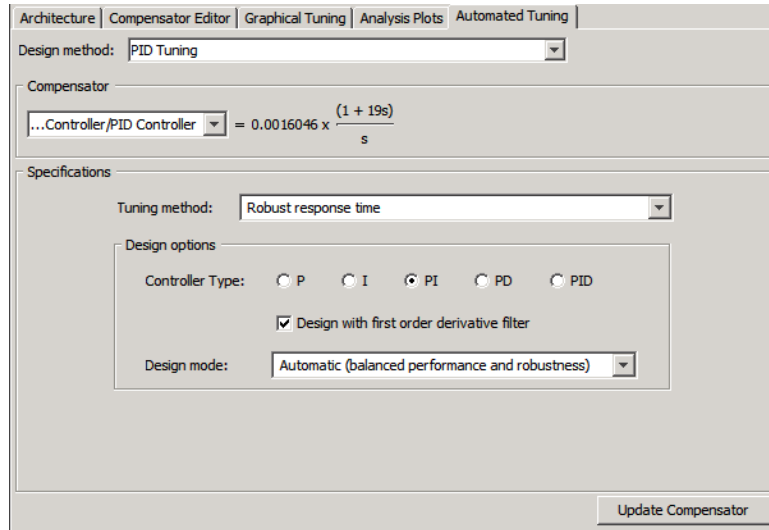 Architecture Compensator Editor Graphical Tuning Analysis Plots Automated Tuning
Design method: PID Tuning
Compensator
...Controller/PID Controller = 0.0016046 x (1 + 19s)
s
Specifications
Tuning method: Robust response time
Design options
Controller Type: P I PI PD PID
Design with first order derivative filter
Design mode: Automatic (balanced performance and robustness)
Update Compensator